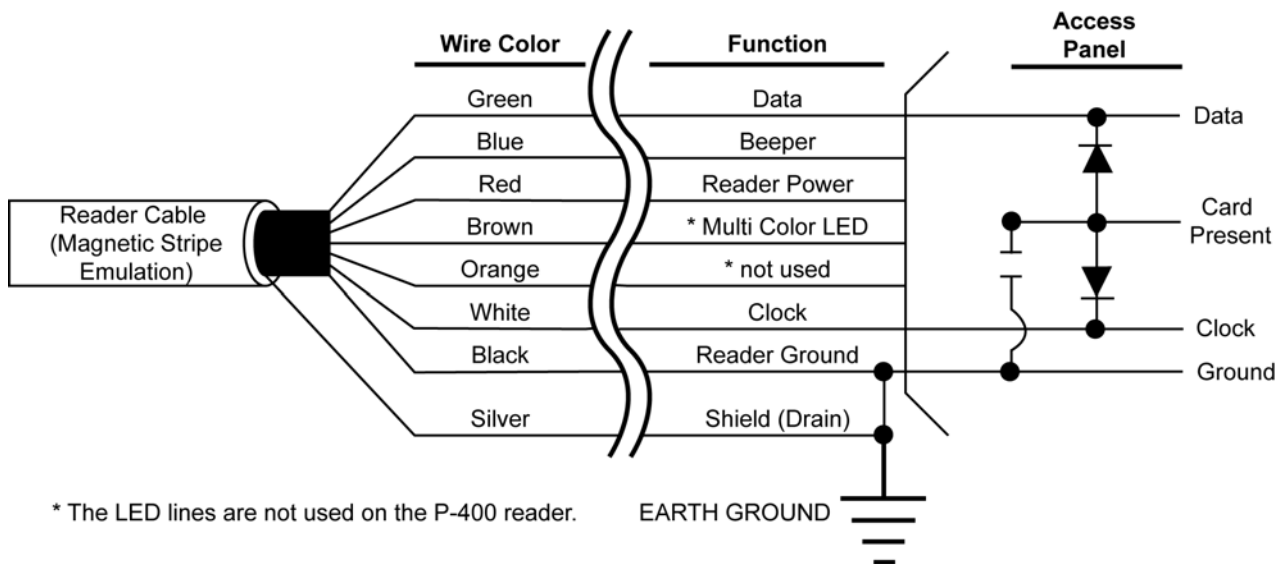 Wire Color
Function
Access
Panel
Green
Data
Data
Blue
Beeper
Red
Reader Power
Reader Cable
(Magnetic Stripe
Emulation)
Brown
* Multi Color LED
Card
Present
Orange
* not used
White
Clock
Clock
Black
Reader Ground
Ground
Silver
Shield (Drain)
* The LED lines are not used on the P-400 reader.
EARTH GROUND